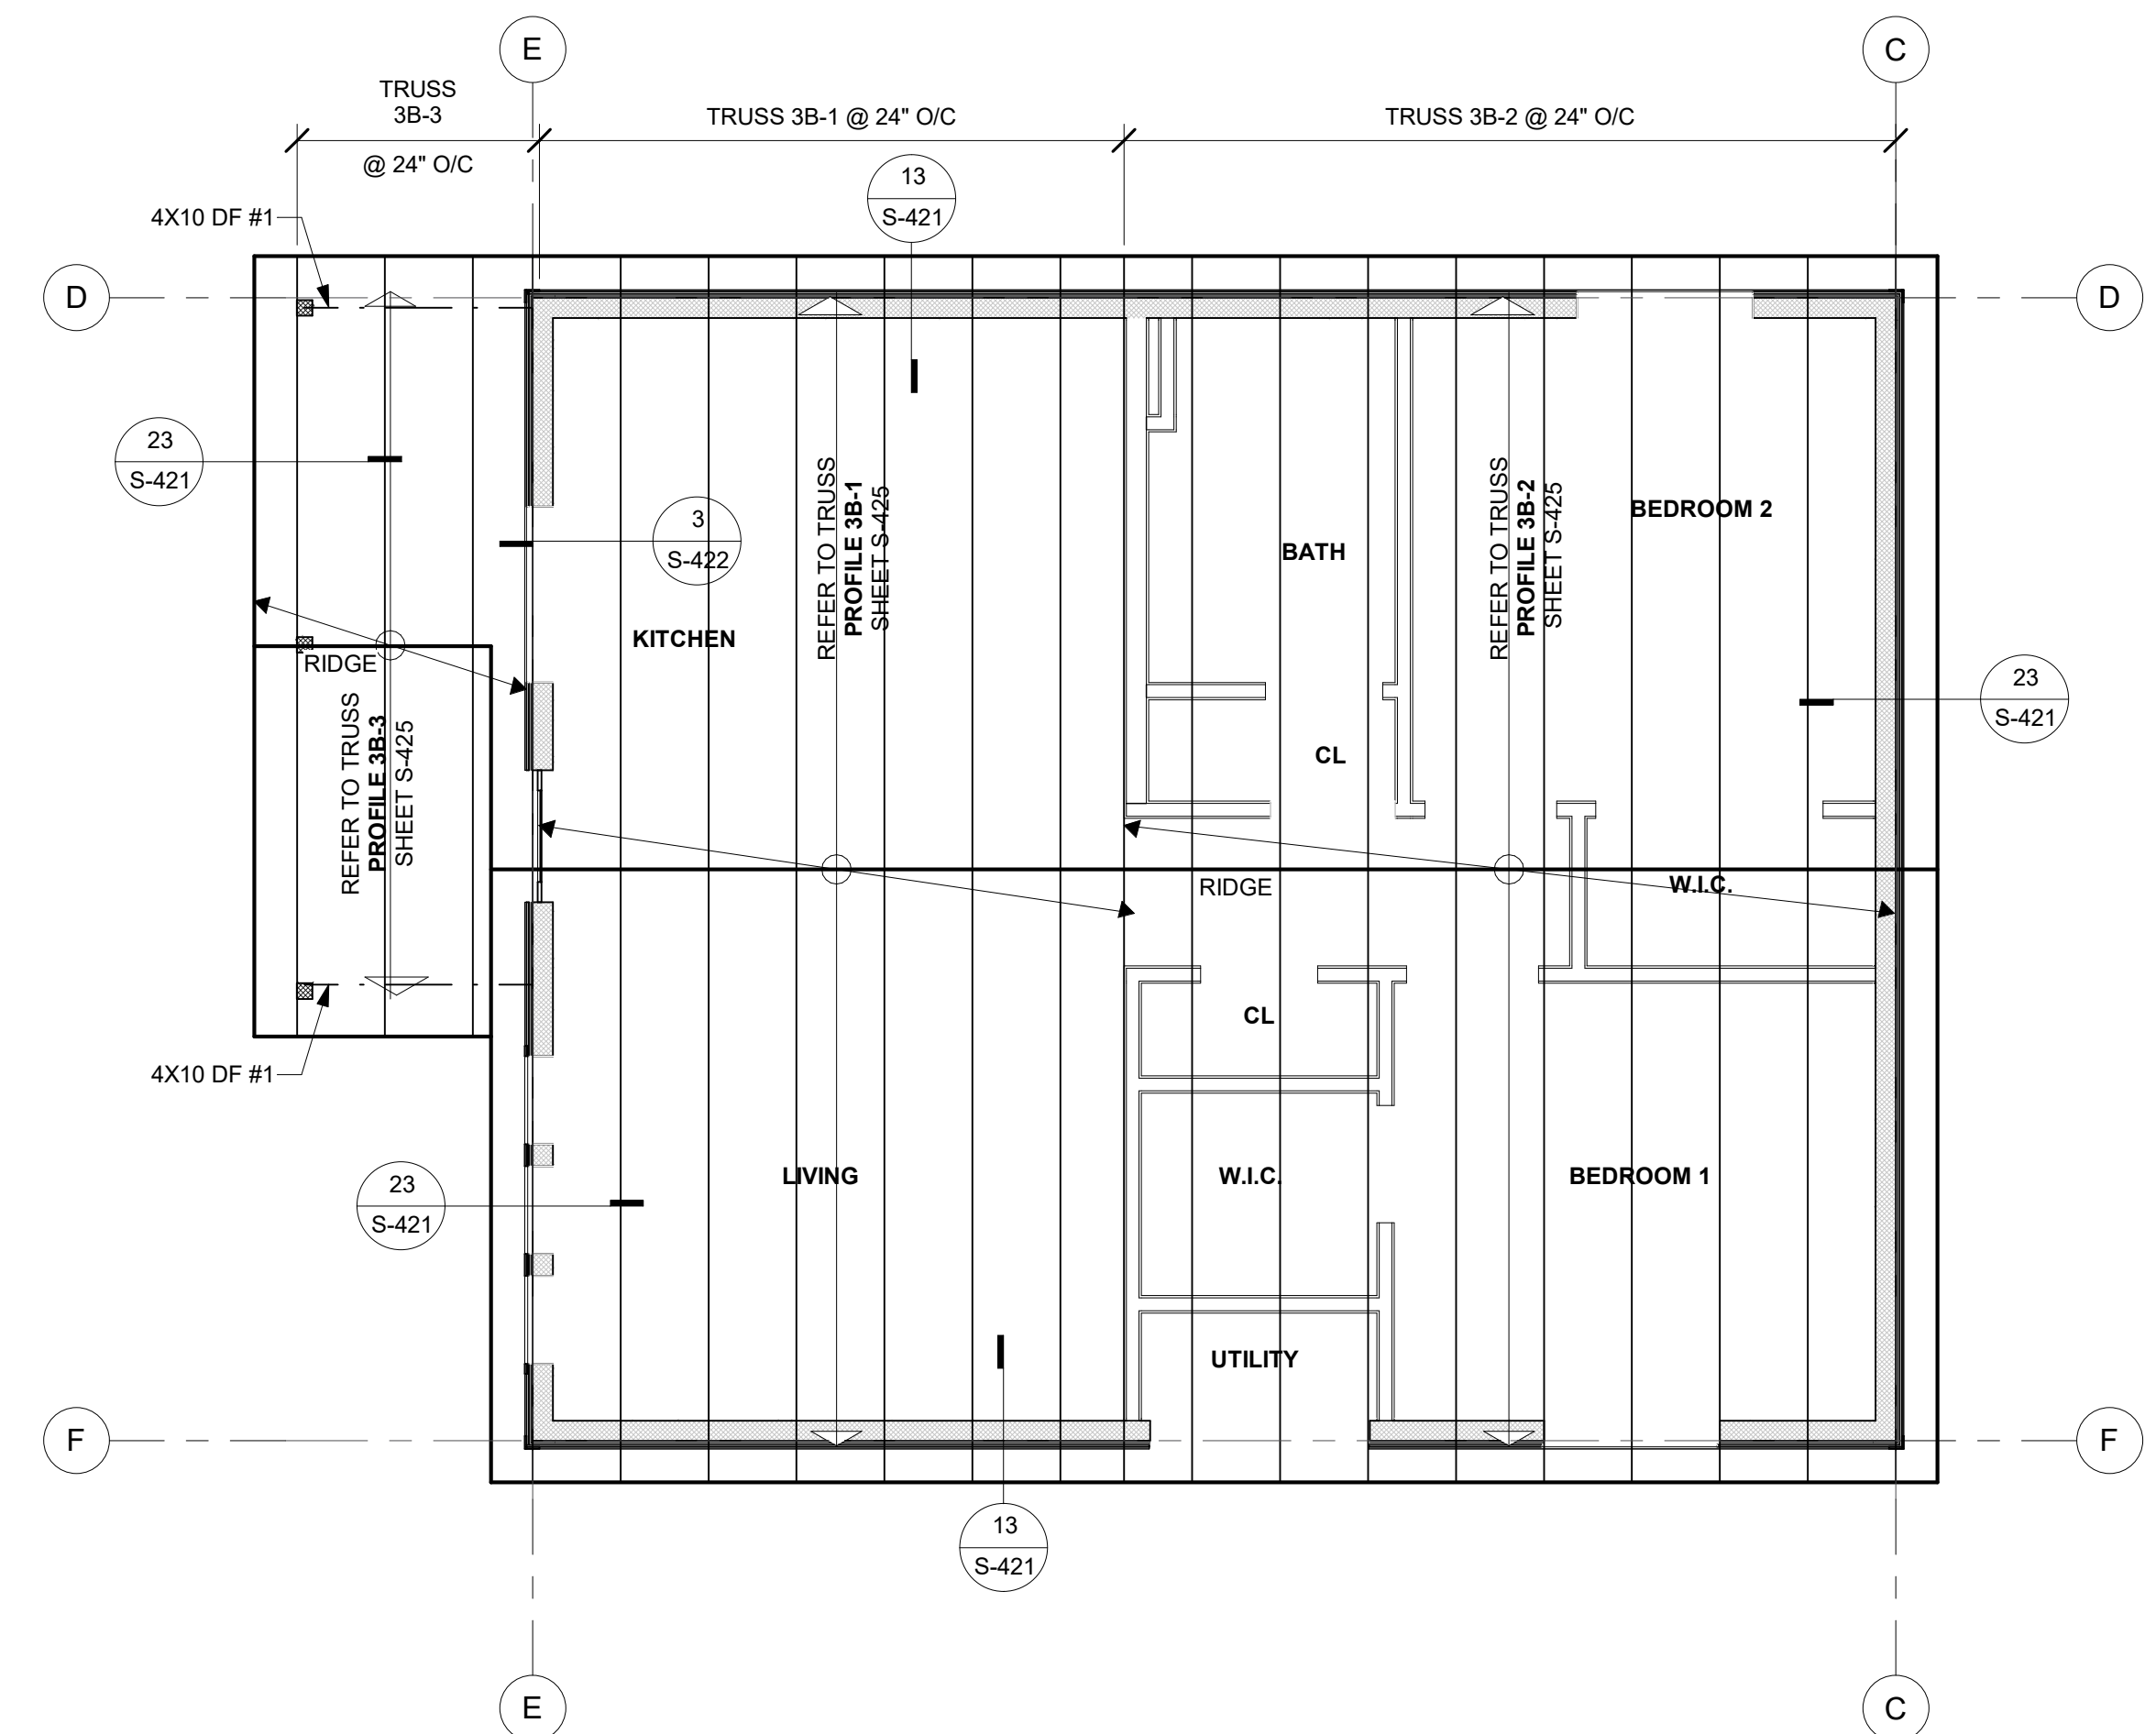 E
C
TRUSS
3B-3
@ 24" O/C
TRUSS 3B-1 @ 24" O/C
TRUSS 3B-2 @ 24" O/C
13
S-421
4X10 DF #1
D
D
23
S-421
3
S-422
REFER TO TRUSS
PROFILE 3B-1
SHEET S-425
REFER TO TRUSS
PROFILE 3B-2
SHEET S-425
BEDROOM 2
BATH
KITCHEN
RIDGE
REFER TO TRUSS
PROFILE 3B-3
SHEET S-425
23
S-421
CL
RIDGE
W.I.C.
CL
4X10 DF #1
LIVING
W.I.C.
BEDROOM 1
23
S-421
UTILITY
F
F
13
S-421
E
C